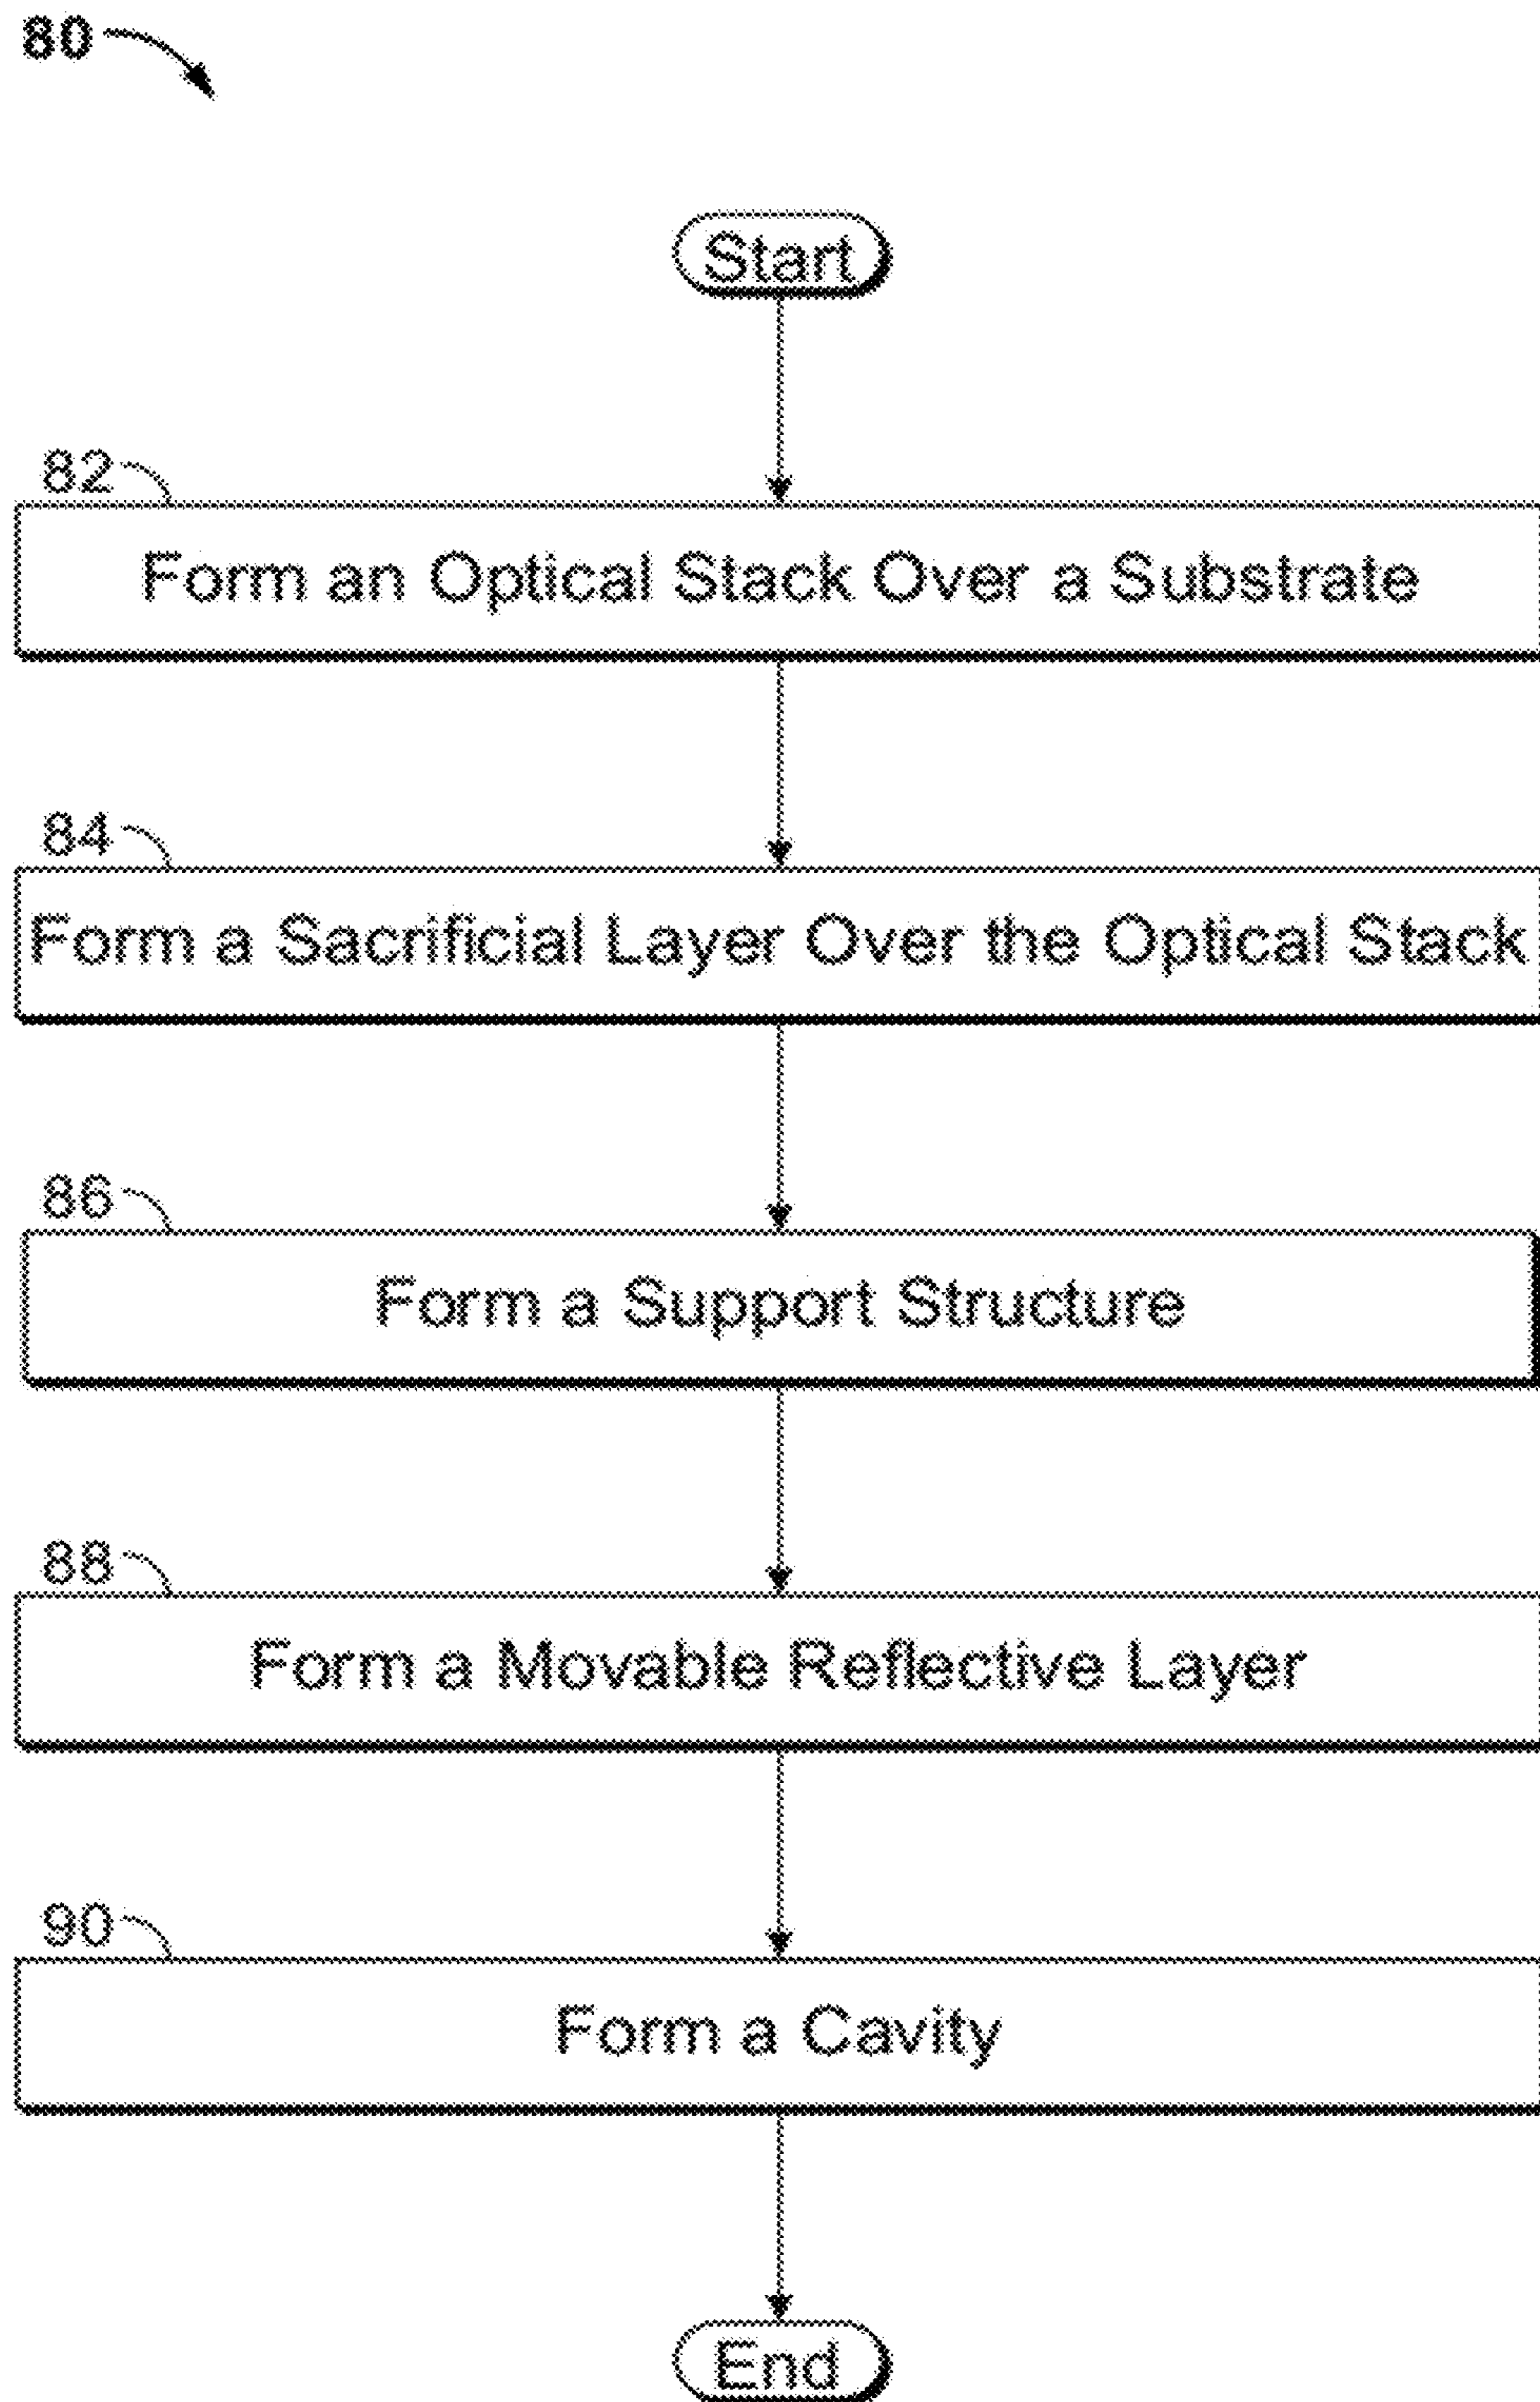 80
Start
82
Form an Optical Stack Over a Substrate
84
Form a Sacrificial Layer Over the Optical Stack
86
Form a Support Structure
88
Form a Movable Reflective Layer
90
Form a Cavity
End